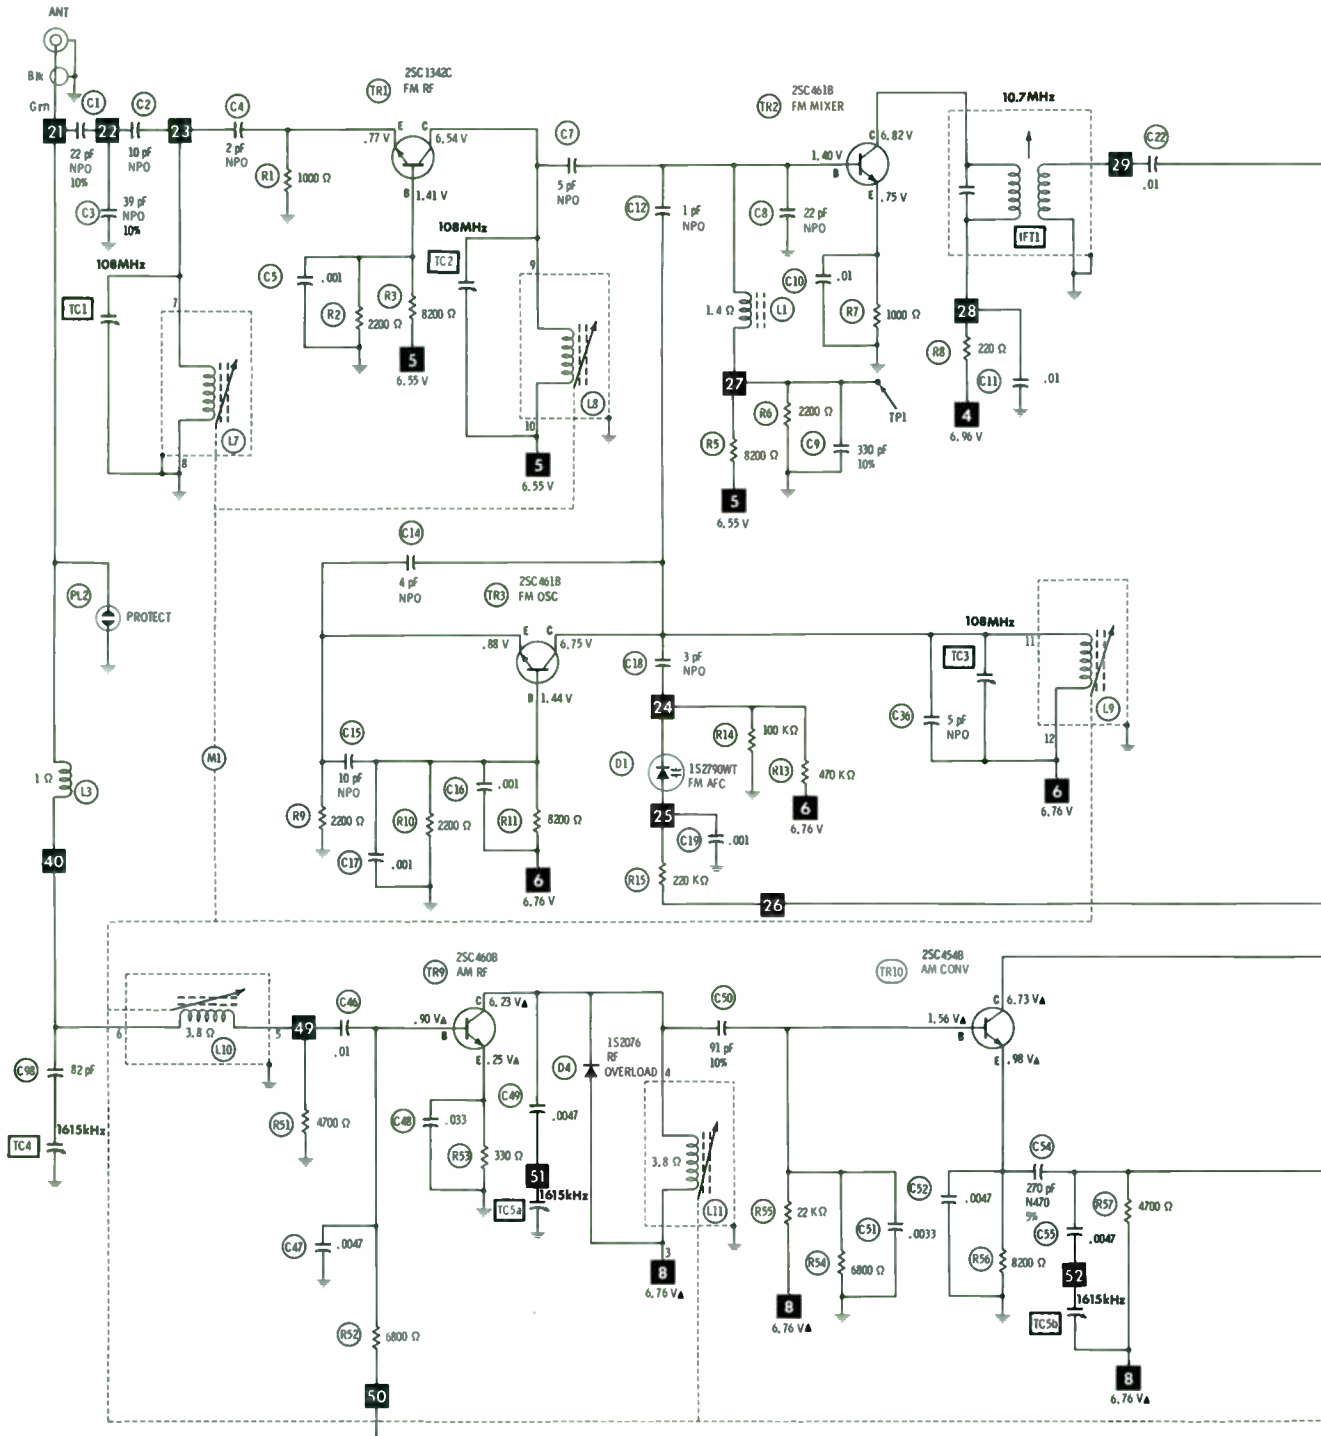 ANT
Blk
Grn
21
C1
22 pF
NPO
10%
22
C2
10 pF
NPO
23
C3
39 pF
NPO
10%
C4
2 pF
NPO
TR1
2SC1342C
FM RF
E
C
.77 V
6.54 V
B
1.41 V
R1
1000 Ω
108MHz
TC1
7
L7
8
C5
.001
R2
2200 Ω
R3
8200 Ω
5
6.55 V
108MHz
TC2
9
L8
10
5
6.55 V
C7
5 pF
NPO
C12
1 pF
NPO
C8
22 pF
NPO
TR2
2SC461B
FM MIXER
C
6.82 V
1.40 V
B
E
.75 V
C10
.01
R7
1000 Ω
1.4 Ω
L1
27
R5
8200 Ω
5
6.55 V
R6
2200 Ω
C9
330 pF
10%
TP1
10.7MHz
IFT1
28
R8
220 Ω
C11
.01
4
6.96 V
29
C22
.01
PL2
PROTECT
C14
4 pF
NPO
TR3
2SC461B
FM OSC
E
C
.88 V
6.75 V
B
1.44 V
C18
3 pF
NPO
24
D1
1S2790WT
FM AFC
R14
100 KΩ
R13
470 KΩ
6
6.76 V
25
C19
.001
R15
220 KΩ
26
108MHz
TC3
11
C36
5 pF
NPO
L9
12
6
6.76 V
M1
1 Ω
L3
40
R9
2200 Ω
C15
10 pF
NPO
C17
.001
R10
2200 Ω
C16
.001
R11
8200 Ω
6
6.76 V
6
3.8 Ω
5
L10
49
C46
.01
C98
82 pF
1615kHz
TC4
R51
4700 Ω
C47
.0047
R52
6800 Ω
50
TR9
2SC460B
AM RF
C
6.23 V▲
.90 V▲
B
E
.25 V▲
C48
.033
R53
330 Ω
C49
.0047
51
1615kHz
TC5a
D4
1S2076
RF
OVERLOAD
4
3.8 Ω
L11
3
8
6.76 V▲
C50
91 pF
10%
R55
22 KΩ
8
6.76 V▲
R54
6800 Ω
C51
.0033
TR10
2SC454B
AM CONV
C
6.73 V▲
1.56 V▲
B
E
.98 V▲
C52
.0047
R56
8200 Ω
C54
270 pF
N470
5%
C55
.0047
52
1615kHz
TC5b
R57
4700 Ω
8
6.76 V▲